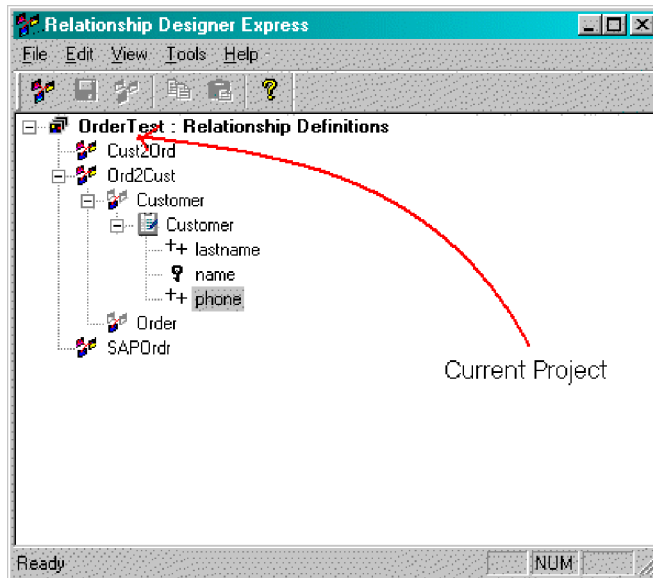 Relationship Designer Express
File Edit View Tools Help
OrderTest : Relationship Definitions
Cust2Ord
Ord2Cust
Customer
Customer
++ lastname
name
++ phone
Order
SAPOrdr
Current Project
Ready NUM